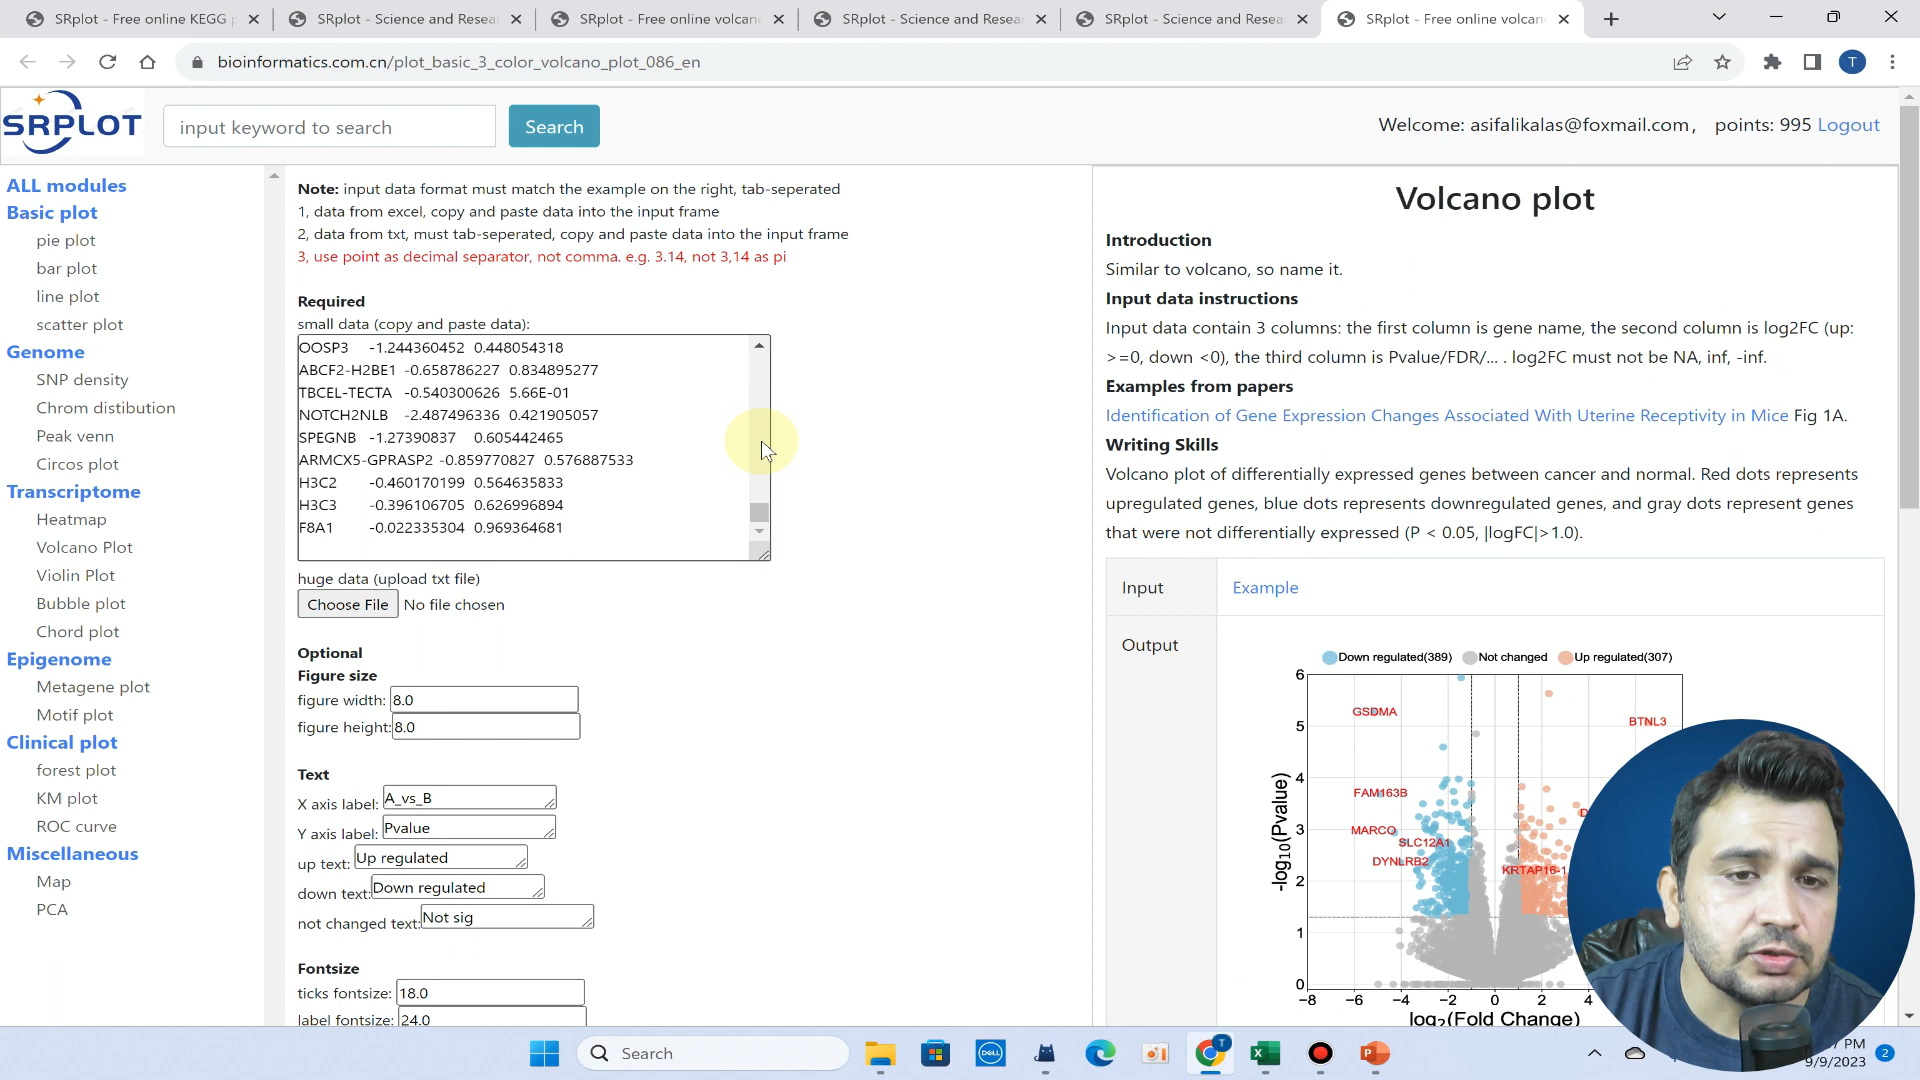 SRplot - Free online KEGG p
SRplot - Science and Resea
SRplot - Free online volcano
SRplot - Science and Resea
SRplot - Science and Resea
SRplot - Free online volcano
bioinformatics.com.cn/plot_basic_3_color_volcano_plot_086_en
T
SRPLOT
input keyword to search
Search
Welcome: asifalikalas@foxmail.com, points: 995 Logout
ALL modules
Basic plot
pie plot
bar plot
line plot
scatter plot
Genome
SNP density
Chrom distibution
Peak venn
Circos plot
Transcriptome
Heatmap
Volcano Plot
Violin Plot
Bubble plot
Chord plot
Epigenome
Metagene plot
Motif plot
Clinical plot
forest plot
KM plot
ROC curve
Miscellaneous
Map
PCA
Note: input data format must match the example on the right, tab-seperated
1, data from excel, copy and paste data into the input frame
2, data from txt, must tab-seperated, copy and paste data into the input frame
3, use point as decimal separator, not comma. e.g. 3.14, not 3,14 as pi
Required
small data (copy and paste data):
OOSP3 -1.244360452 0.448054318
ABCF2-H2BE1 -0.658786227 0.834895277
TBCEL-TECTA -0.540300626 5.66E-01
NOTCH2NLB -2.487496336 0.421905057
SPEGNB -1.27390837 0.605442465
ARMCX5-GPRASP2 -0.859770827 0.576887533
H3C2 -0.460170199 0.564635833
H3C3 -0.396106705 0.626996894
F8A1 -0.022335304 0.969364681
huge data (upload txt file)
Choose File No file chosen
Optional
Figure size
figure width: 8.0
figure height: 8.0
Text
X axis label: A_vs_B
Y axis label: Pvalue
up text: Up regulated
down text: Down regulated
not changed text: Not sig
Fontsize
ticks fontsize: 18.0
label fontsize: 24.0
Volcano plot
Introduction
Similar to volcano, so name it.
Input data instructions
Input data contain 3 columns: the first column is gene name, the second column is log2FC (up:
>=0, down <0), the third column is Pvalue/FDR/... . log2FC must not be NA, inf, -inf.
Examples from papers
Identification of Gene Expression Changes Associated With Uterine Receptivity in Mice Fig 1A.
Writing Skills
Volcano plot of differentially expressed genes between cancer and normal. Red dots represents
upregulated genes, blue dots represents downregulated genes, and gray dots represent genes
that were not differentially expressed (P < 0.05, |logFC|>1.0).
Input Example
Output
Down regulated(389) Not changed Up regulated(307)
6
5
4
3
2
1
0
-log10(Pvalue)
GSDMA
BTNL3
FAM163B
MARCO
SLC12A1
DYNLRB2
KRTAP16-1
-8 -6 -4 -2 0 2 4
log2(Fold Change)
Search
DELL
T
PM
9/9/2023
2